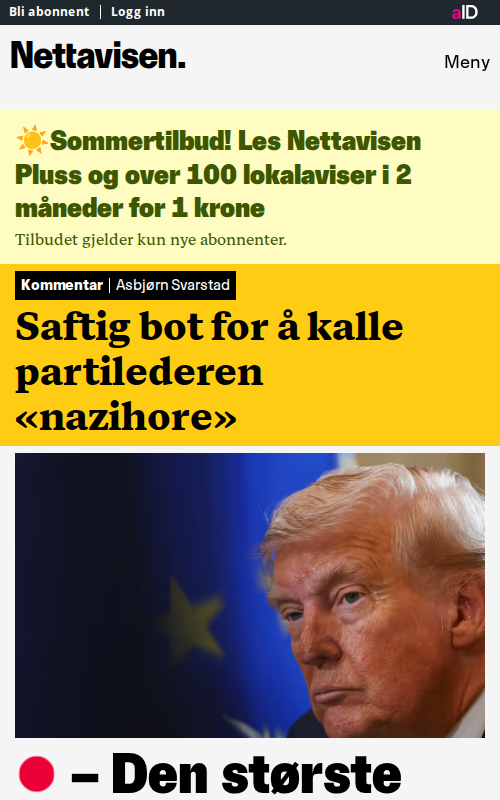 Bli abonnent | Logg inn
aID
Nettavisen.
Meny
☀️Sommertilbud! Les Nettavisen
Pluss og over 100 lokalaviser i 2
måneder for 1 krone
Tilbudet gjelder kun nye abonnenter.
Kommentar | Asbjørn Svarstad
Saftig bot for å kalle
partilederen
«nazihore»
🔴 – Den største